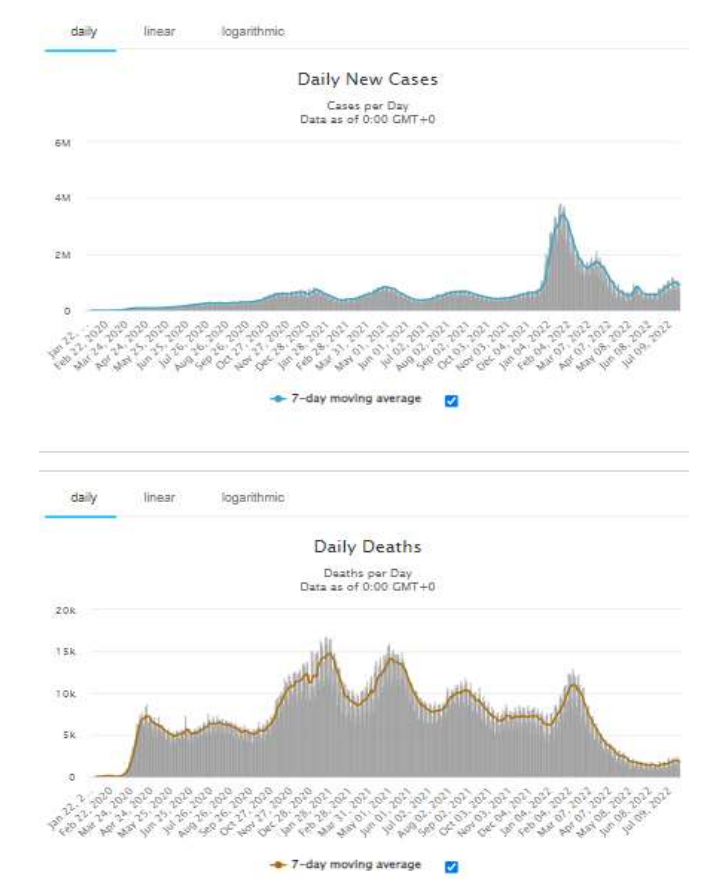 daily linear logarithmic
Daily New Cases
Cases per Day
Data as of 0:00 GMT+0
6M
4M
2M
0
Jan 22, ... Feb 22, 2020 Mar 24, 2020 Apr 24, 2020 May 25, 2020 Jun 25, 2020 Jul 26, 2020 Aug 26, 2020 Sep 26, 2020 Oct 27, 2020 Nov 27, 2020 Dec 28, 2020 Jan 28, 2021 Feb 28, 2021 Mar 31, 2021 May 01, 2021 Jun 01, 2021 Jul 02, 2021 Aug 02, 2021 Sep 02, 2021 Oct 03, 2021 Nov 03, 2021 Dec 04, 2021 Jan 04, 2022 Feb 04, 2022 Mar 07, 2022 Apr 07, 2022 May 08, 2022 Jun 08, 2022 Jul 09, 2022
7-day moving average
daily linear logarithmic
Daily Deaths
Deaths per Day
Data as of 0:00 GMT+0
20k
15k
10k
5k
0
Jan 22, 2... Feb 22, 2020 Mar 24, 2020 Apr 24, 2020 May 25, 2020 Jun 25, 2020 Jul 26, 2020 Aug 26, 2020 Sep 26, 2020 Oct 27, 2020 Nov 27, 2020 Dec 28, 2020 Jan 28, 2021 Feb 28, 2021 Mar 31, 2021 May 01, 2021 Jun 01, 2021 Jul 02, 2021 Aug 02, 2021 Sep 02, 2021 Oct 03, 2021 Nov 03, 2021 Dec 04, 2021 Jan 04, 2022 Feb 04, 2022 Mar 07, 2022 Apr 07, 2022 May 08, 2022 Jun 08, 2022 Jul 09, 2022
7-day moving average